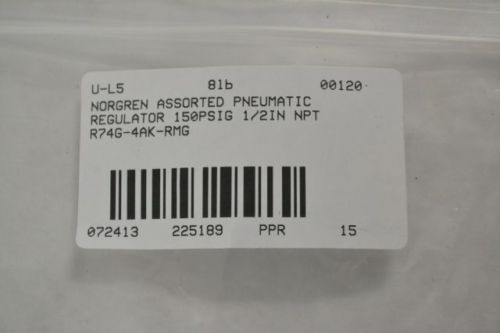 U-L5 8lb 00120
NORGREN ASSORTED PNEUMATIC
REGULATOR 150PSIG 1/2IN NPT
R74G-4AK-RMG
072413 225189 PPR 15